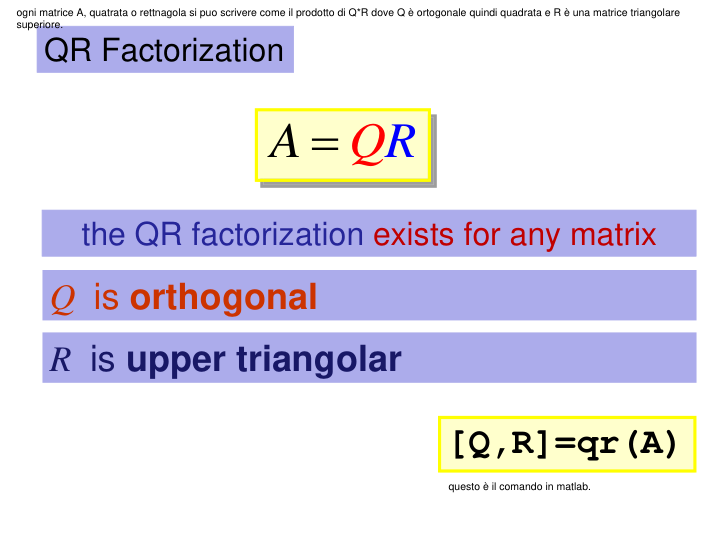 ogni matrice A, quatrata o rettnagola si puo scrivere come il prodotto di Q*R dove Q è ortogonale quindi quadrata e R è una matrice triangolare
superiore.
QR Factorization
A = QR
the QR factorization exists for any matrix
Q is orthogonal
R is upper triangolar
[Q,R]=qr(A)
questo è il comando in matlab.